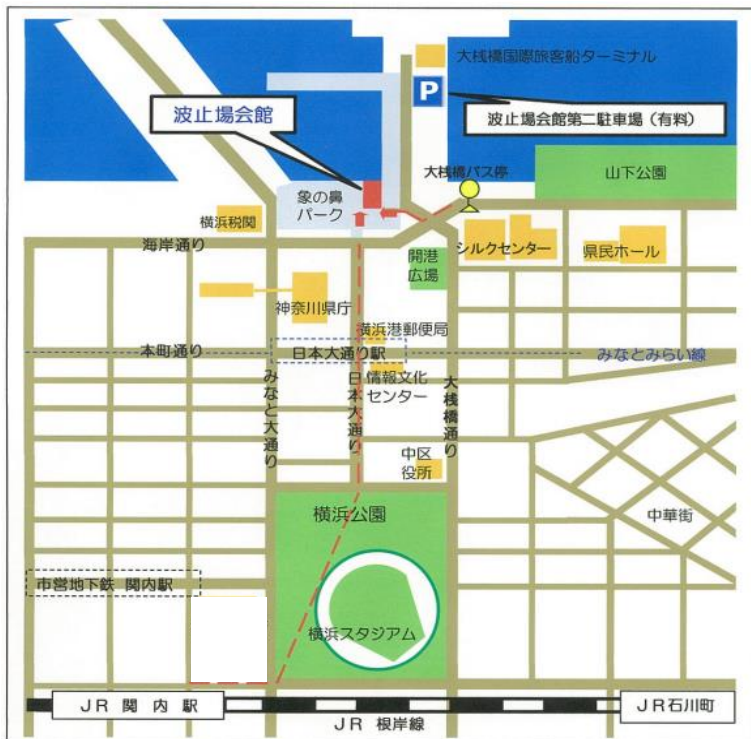 大桟橋国際旅客船ターミナル
P
波止場会館
波止場会館第二駐車場（有料）
大桟橋バス停
山下公園
象の鼻
パーク
横浜税関
海岸通り
開港
広場
シルクセンター
県民ホール
神奈川県庁
横浜港郵便局
本町通り
日本大通り駅
みなとみらい線
情報文化
センター
みなと大通り
日本大通り
大桟橋通り
中区
役所
横浜公園
中華街
市営地下鉄 関内駅
横浜スタジアム
ＪＲ 関 内 駅
ＪＲ石川町
ＪＲ 根岸線